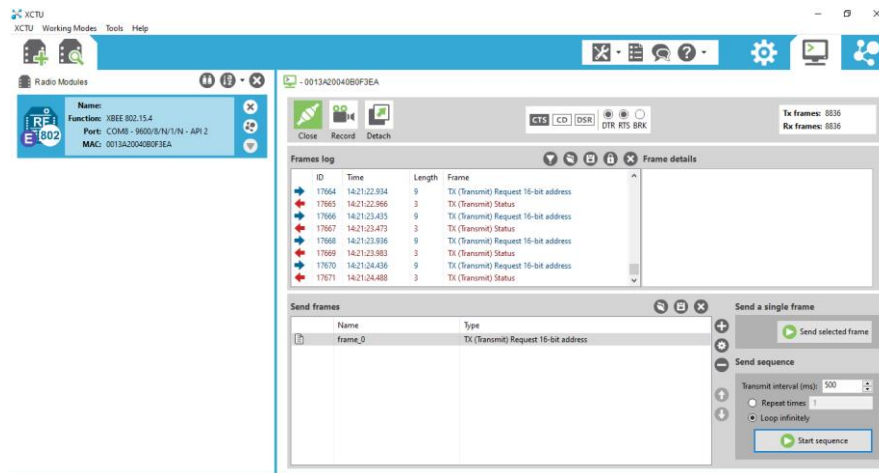 XCTU
XCTU Working Modes Tools Help
Radio Modules
Name:
Function: XBEE 802.15.4
Port: COM8 - 9600/8/N/1/N - API 2
MAC: 0013A20040B0F3EA
RF
E 802
- 0013A20040B0F3EA
Close Record Detach
CTS CD DSR DTR RTS BRK
Tx frames: 8836
Rx frames: 8836
Frames log
Frame details
ID Time Length Frame
17664 14:21:22.934 9 TX (Transmit) Request 16-bit address
17665 14:21:22.966 3 TX (Transmit) Status
17666 14:21:23.435 9 TX (Transmit) Request 16-bit address
17667 14:21:23.473 3 TX (Transmit) Status
17668 14:21:23.936 9 TX (Transmit) Request 16-bit address
17669 14:21:23.983 3 TX (Transmit) Status
17670 14:21:24.436 9 TX (Transmit) Request 16-bit address
17671 14:21:24.488 3 TX (Transmit) Status
Send frames
Name Type
frame_0 TX (Transmit) Request 16-bit address
Send a single frame
Send selected frame
Send sequence
Transmit interval (ms): 500
Repeat times 1
Loop infinitely
Start sequence